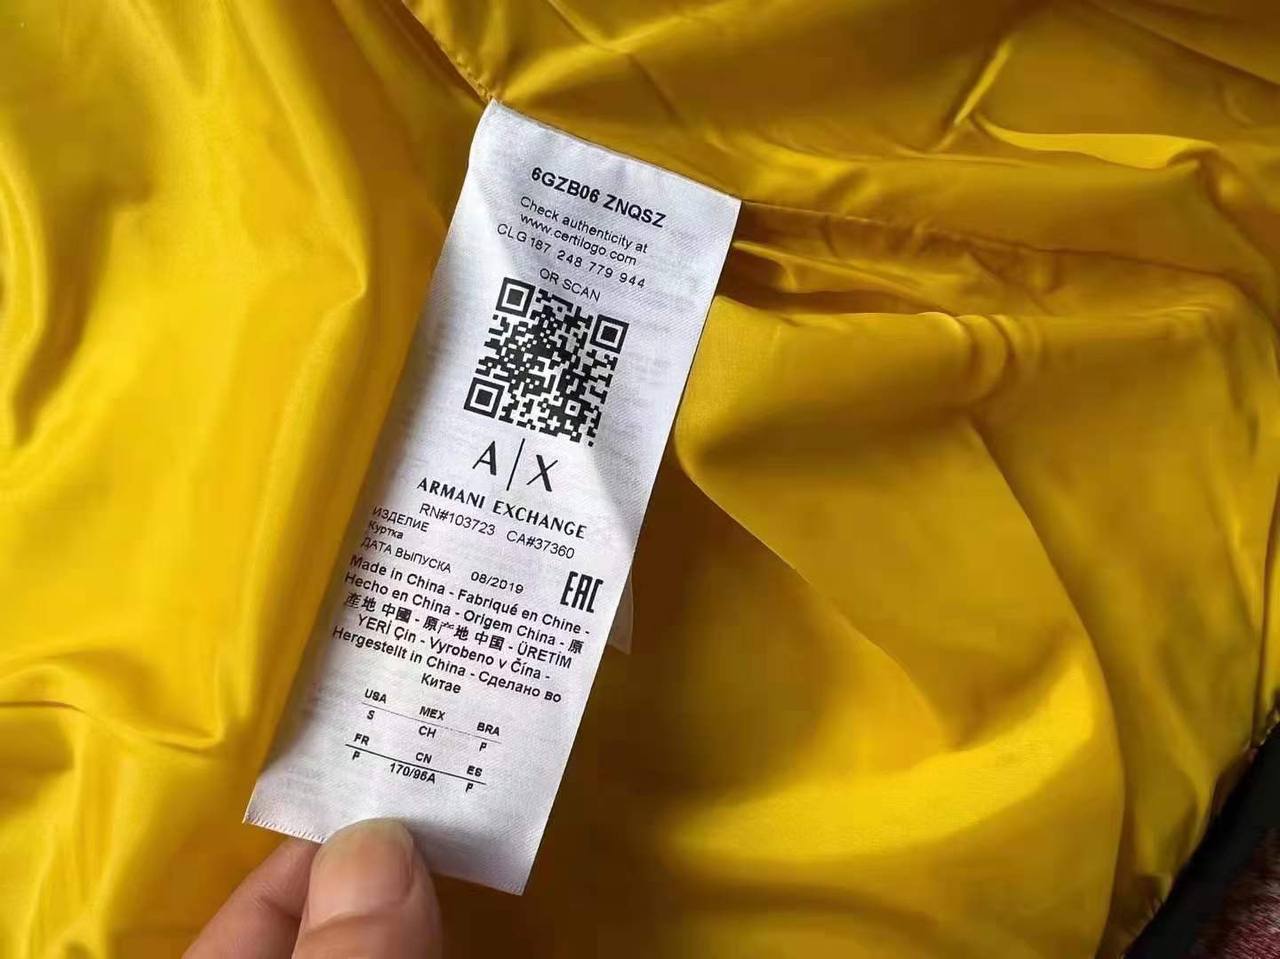 6GZB06 ZNQSZ
Check authenticity at
www.certilogo.com
CLG 187 248 779 944
OR SCAN
A|X
ARMANI EXCHANGE
RN#103723 CA#37360
ИЗДЕЛИЕ
Куртка
ДАТА ВЫПУСКА 08/2019
EAC
Made in China - Fabriqué en Chine -
Hecho en China - Origem China - 原
產地 中國 - 原产地 中国 - ÜRETİM
YERİ Çin - Vyrobeno v Čína -
Hergestellt in China - Сделано во
Китае
USA MEX BRA
S CH P
FR CN ES
P 170/96A P